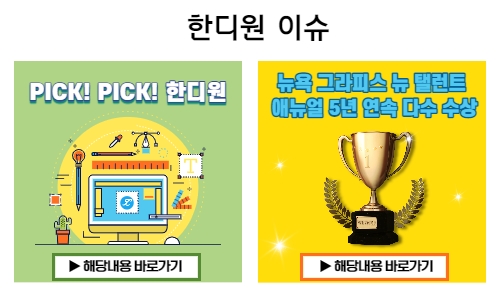 한디원 이슈
PICK! PICK! 한디원
T
▶ 해당내용 바로가기
뉴욕 그라피스 뉴 탤런트
애뉴얼 5년 연속 다수 수상
1
▶ 해당내용 바로가기